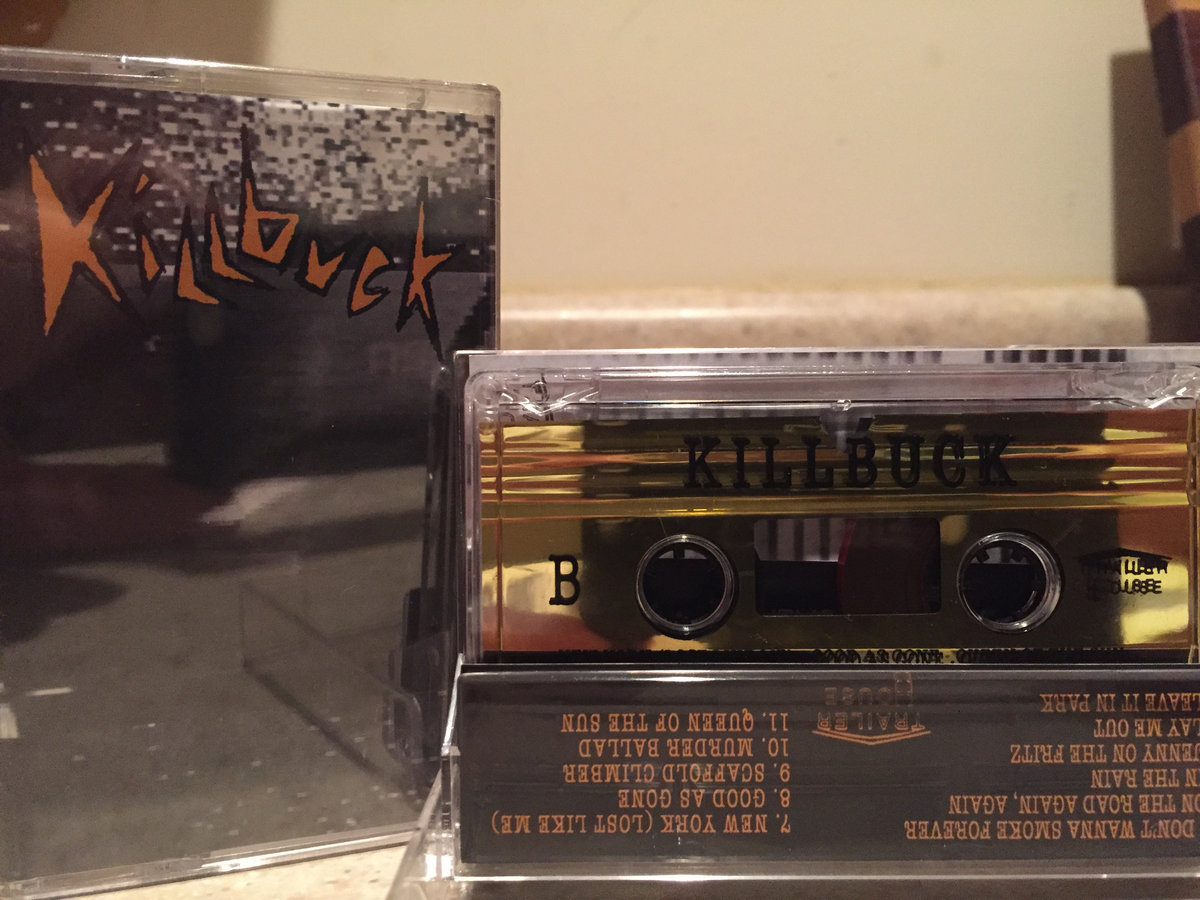 Killbuck
KILLBUCK
B
TRAILER
HOUSE
7. NEW YORK (LOST LIKE ME)
8. GOOD AS GONE
9. SCAFFOLD CLIMBER
10. MURDER BALLAD
11. QUEEN OF THE SUN
DON'T WANNA SMOKE FOREVER
ON THE ROAD AGAIN, AGAIN
IN THE RAIN
ENNY ON THE FRITZ
LAY ME OUT
LEAVE IT IN PARK